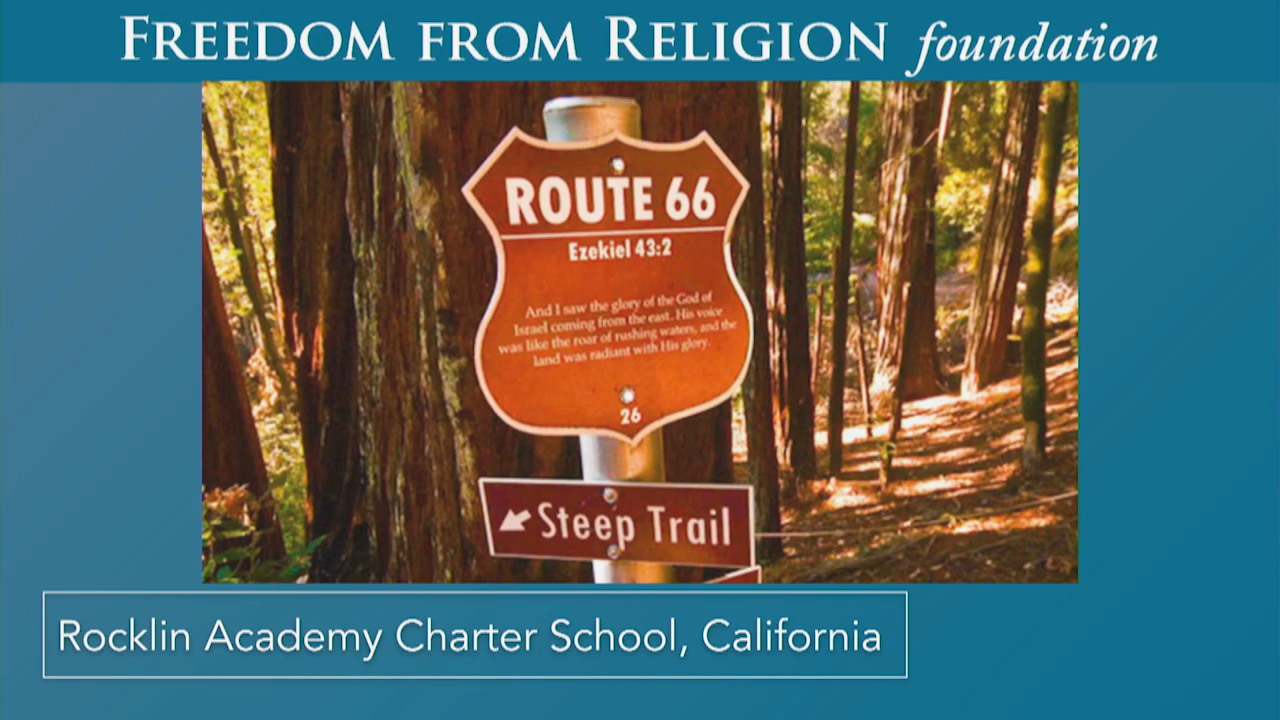 FREEDOM FROM RELIGION foundation
ROUTE 66
Ezekiel 43:2
And I saw the glory of the God of
Israel coming from the east. His voice
was like the roar of rushing waters, and the
land was radiant with His glory.
26
Steep Trail
Rocklin Academy Charter School, California